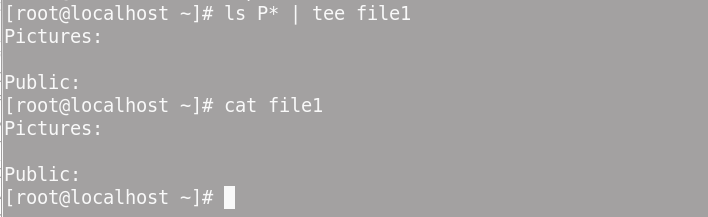 [root@localhost ~]# ls P* | tee file1
Pictures:

Public:
[root@localhost ~]# cat file1
Pictures:

Public:
[root@localhost ~]#